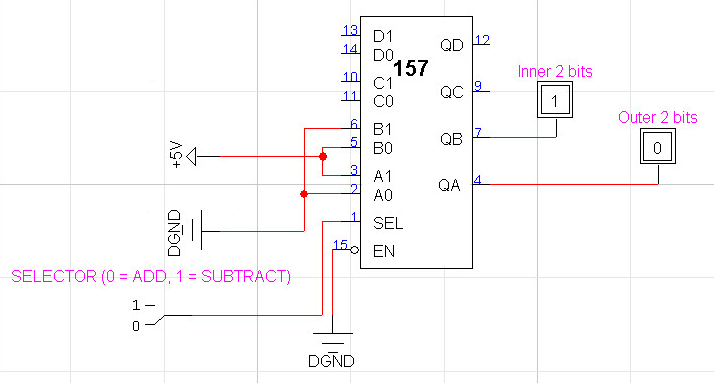 13 D1 QD 12
14 D0
157
10 C1 QC 9
11 C0
Inner 2 bits
1
Outer 2 bits
0
6 B1 QB 7
5 B0
+5V
3 A1 QA 4
2 A0
DGND
1 SEL
15 EN
SELECTOR (0 = ADD, 1 = SUBTRACT)
1
0
DGND